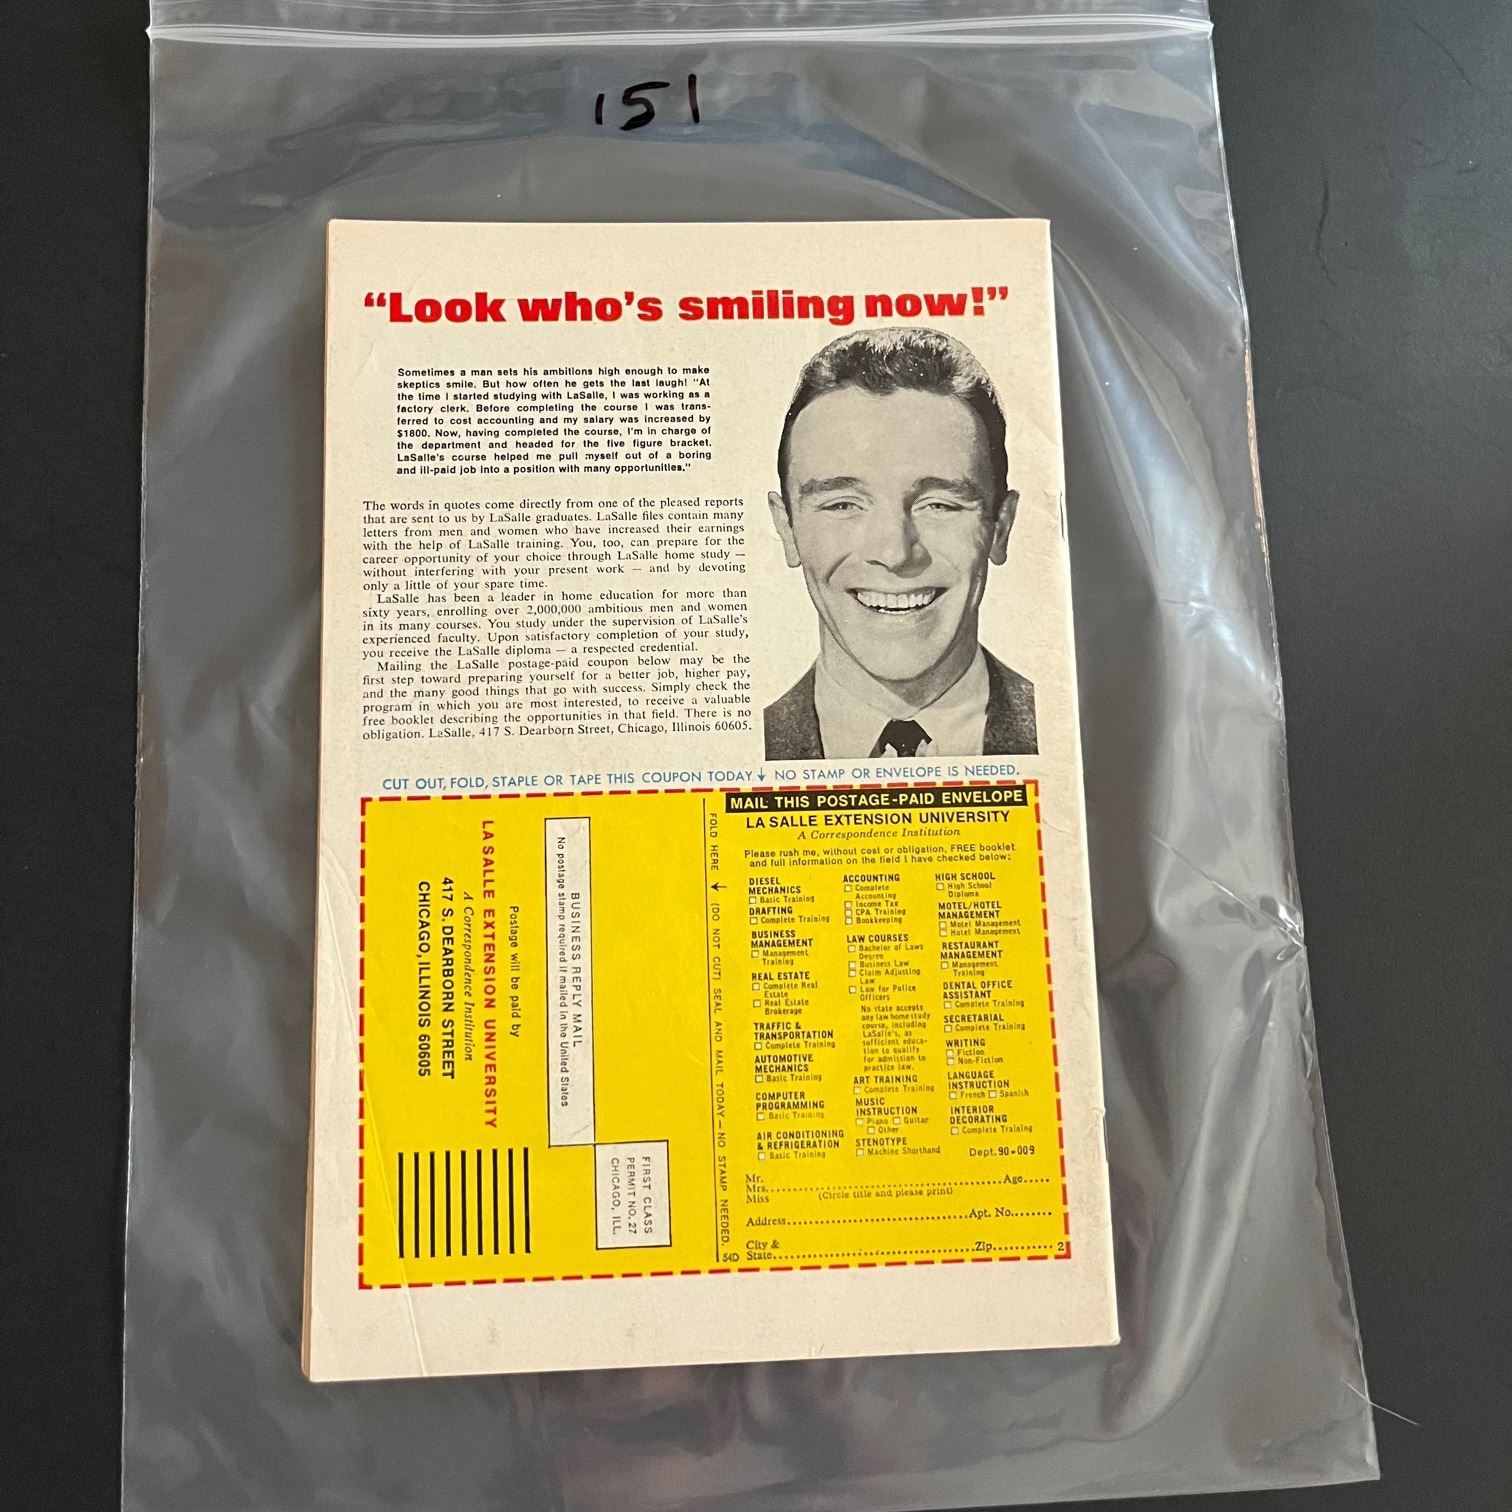 151
“Look who’s smiling now!”
Sometimes a man sets his ambitions high enough to make
skeptics smile. But how often he gets the last laugh! "At
the time I started studying with LaSalle, I was working as a
factory clerk. Before completing the course I was trans-
ferred to cost accounting and my salary was increased by
$1800. Now, having completed the course, I'm in charge of
the department and headed for the five figure bracket.
LaSalle's course helped me pull myself out of a boring
and ill-paid job into a position with many opportunities."
The words in quotes come directly from one of the pleased reports
that are sent to us by LaSalle graduates. LaSalle files contain many
letters from men and women who have increased their earnings
with the help of LaSalle training. You, too, can prepare for the
career opportunity of your choice through LaSalle home study —
without interfering with your present work — and by devoting
only a little of your spare time.
LaSalle has been a leader in home education for more than
sixty years, enrolling over 2,000,000 ambitious men and women
in its many courses. You study under the supervision of LaSalle's
experienced faculty. Upon satisfactory completion of your study,
you receive the LaSalle diploma — a respected credential.
Mailing the LaSalle postage-paid coupon below may be the
first step toward preparing yourself for a better job, higher pay,
and the many good things that go with success. Simply check the
program in which you are most interested, to receive a valuable
free booklet describing the opportunities in that field. There is no
obligation. LaSalle, 417 S. Dearborn Street, Chicago, Illinois 60605.
CUT OUT, FOLD, STAPLE OR TAPE THIS COUPON TODAY ↓ NO STAMP OR ENVELOPE IS NEEDED.
FIRST CLASS
PERMIT NO. 27
CHICAGO, ILL.
BUSINESS REPLY MAIL
No postage stamp required if mailed in the United States
Postage will be paid by
LASALLE EXTENSION UNIVERSITY
A Correspondence Institution
417 S. DEARBORN STREET
CHICAGO, ILLINOIS 60605
FOLD HERE → (DO NOT CUT) SEAL AND MAIL TODAY — NO STAMP NEEDED.
54D
MAIL THIS POSTAGE-PAID ENVELOPE
LA SALLE EXTENSION UNIVERSITY
A Correspondence Institution
Please rush me, without cost or obligation, FREE booklet
and full information on the field I have checked below:
DIESEL
MECHANICS
☐ Basic Training
DRAFTING
☐ Complete Training
BUSINESS
MANAGEMENT
☐ Management
Training
REAL ESTATE
☐ Complete Real
Estate
☐ Real Estate
Brokerage
TRAFFIC &
TRANSPORTATION
☐ Complete Training
AUTOMOTIVE
MECHANICS
☐ Basic Training
COMPUTER
PROGRAMMING
☐ Basic Training
AIR CONDITIONING
& REFRIGERATION
☐ Basic Training
ACCOUNTING
☐ Complete
Accounting
☐ Income Tax
☐ CPA Training
☐ Bookkeeping
LAW COURSES
☐ Bachelor of Laws
Degree
☐ Business Law
☐ Claim Adjusting
Law
☐ Law for Police
Officers
No state accepts
any law home study
course, including
LaSalle's, as
sufficient educa-
tion to qualify
for admission to
practice law.
ART TRAINING
☐ Complete Training
MUSIC
INSTRUCTION
☐ Piano ☐ Guitar
☐ Other
STENOTYPE
☐ Machine Shorthand
HIGH SCHOOL
☐ High School
Diploma
MOTEL/HOTEL
MANAGEMENT
☐ Motel Management
☐ Hotel Management
RESTAURANT
MANAGEMENT
☐ Management
Training
DENTAL OFFICE
ASSISTANT
☐ Complete Training
SECRETARIAL
☐ Complete Training
WRITING
☐ Fiction
☐ Non-Fiction
LANGUAGE
INSTRUCTION
☐ French ☐ Spanish
INTERIOR
DECORATING
☐ Complete Training
Dept. 90-009
Mr.
Mrs.............................................Age.....
Miss (Circle title and please print)
Address.................................Apt. No........
City &
State.....................................Zip........... 2